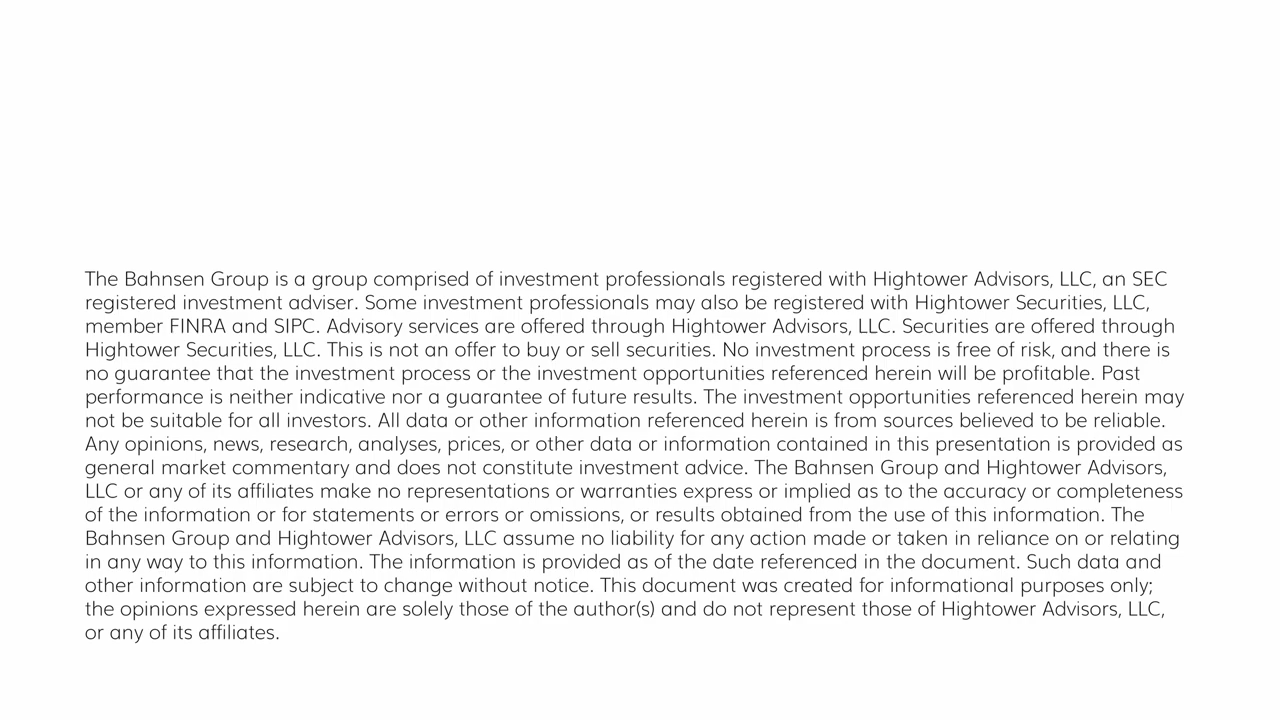 The Bahnsen Group is a group comprised of investment professionals registered with Hightower Advisors, LLC, an SEC
registered investment adviser. Some investment professionals may also be registered with Hightower Securities, LLC,
member FINRA and SIPC. Advisory services are offered through Hightower Advisors, LLC. Securities are offered through
Hightower Securities, LLC. This is not an offer to buy or sell securities. No investment process is free of risk, and there is
no guarantee that the investment process or the investment opportunities referenced herein will be profitable. Past
performance is neither indicative nor a guarantee of future results. The investment opportunities referenced herein may
not be suitable for all investors. All data or other information referenced herein is from sources believed to be reliable.
Any opinions, news, research, analyses, prices, or other data or information contained in this presentation is provided as
general market commentary and does not constitute investment advice. The Bahnsen Group and Hightower Advisors,
LLC or any of its affiliates make no representations or warranties express or implied as to the accuracy or completeness
of the information or for statements or errors or omissions, or results obtained from the use of this information. The
Bahnsen Group and Hightower Advisors, LLC assume no liability for any action made or taken in reliance on or relating
in any way to this information. The information is provided as of the date referenced in the document. Such data and
other information are subject to change without notice. This document was created for informational purposes only;
the opinions expressed herein are solely those of the author(s) and do not represent those of Hightower Advisors, LLC,
or any of its affiliates.